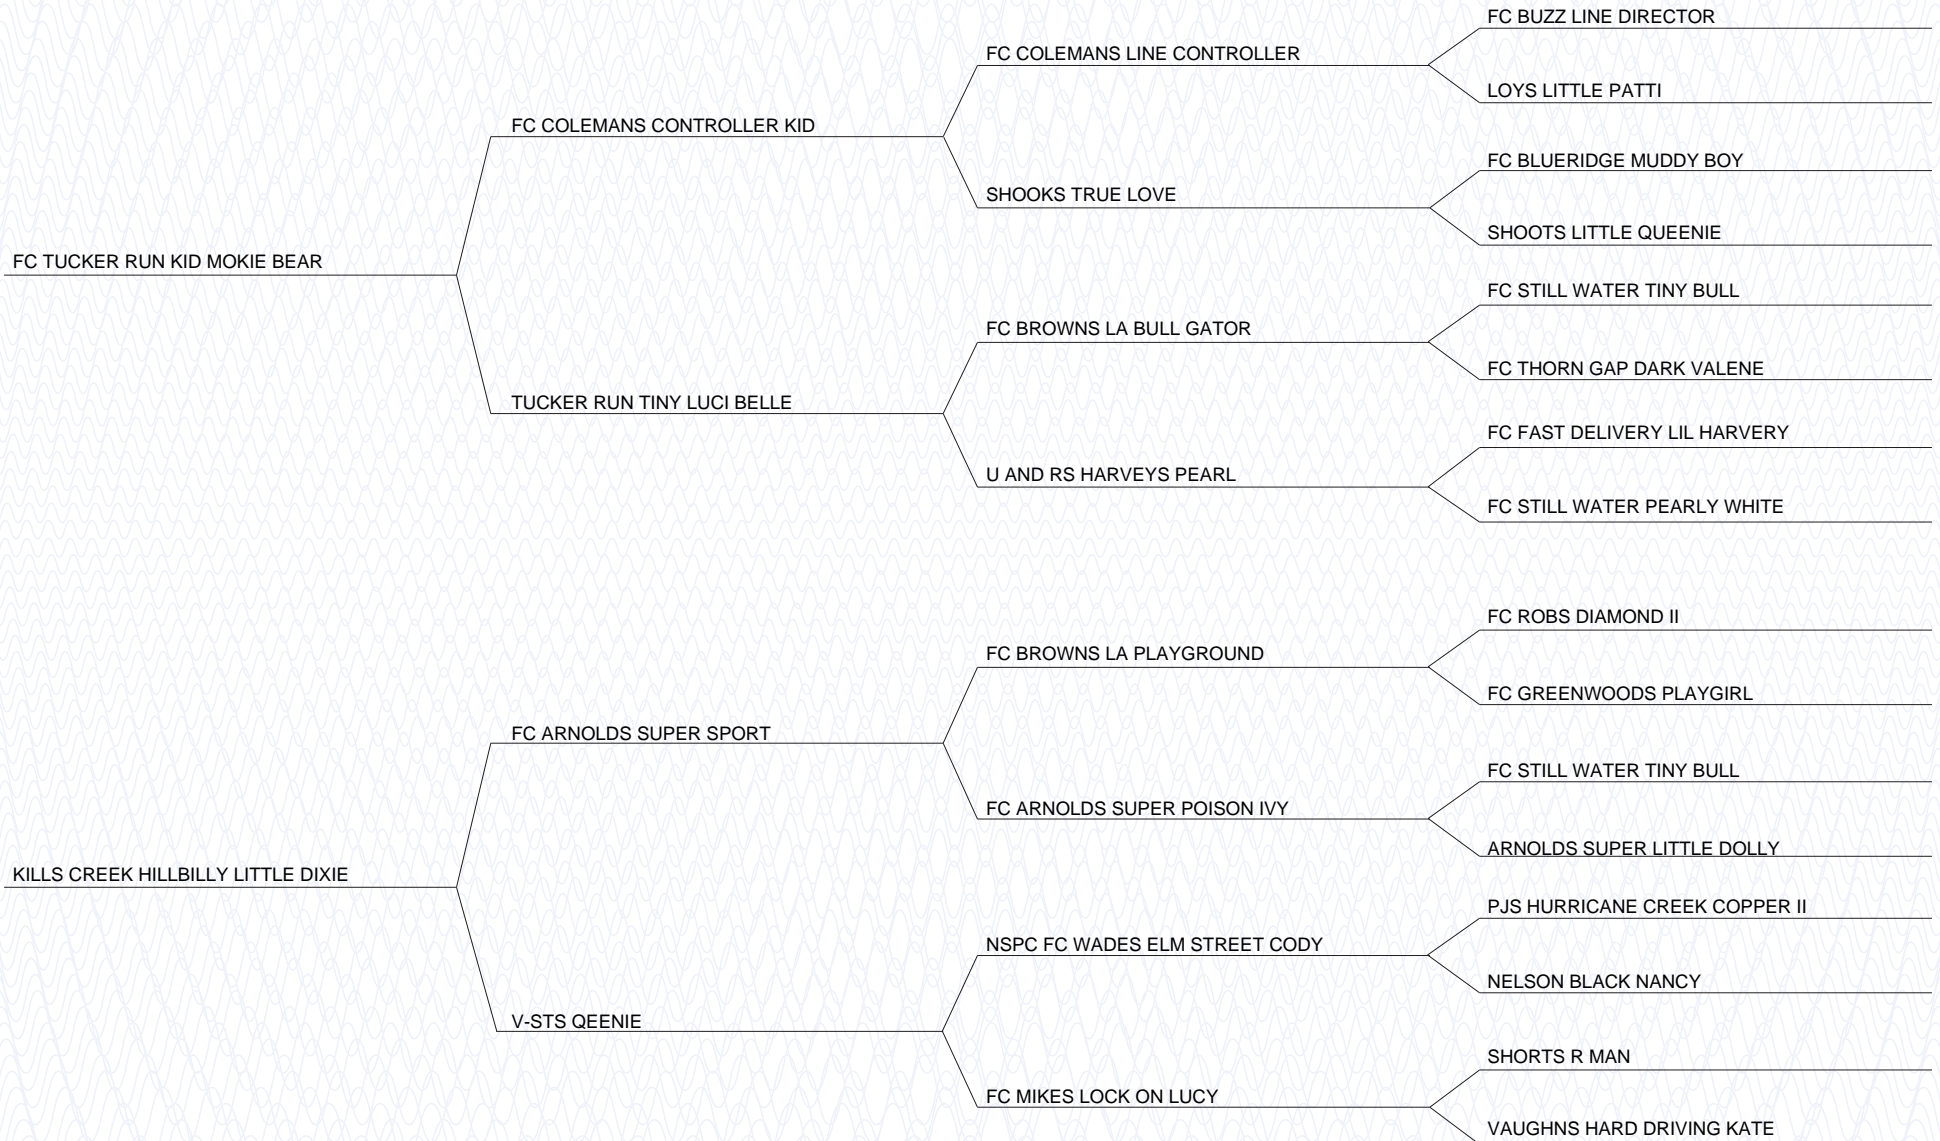 FC BUZZ LINE DIRECTOR
FC COLEMANS LINE CONTROLLER
LOYS LITTLE PATTI
FC COLEMANS CONTROLLER KID
FC BLUERIDGE MUDDY BOY
SHOOKS TRUE LOVE
SHOOTS LITTLE QUEENIE
FC TUCKER RUN KID MOKIE BEAR
FC STILL WATER TINY BULL
FC BROWNS LA BULL GATOR
FC THORN GAP DARK VALENE
TUCKER RUN TINY LUCI BELLE
FC FAST DELIVERY LIL HARVERY
U AND RS HARVEYS PEARL
FC STILL WATER PEARLY WHITE
FC ROBS DIAMOND II
FC BROWNS LA PLAYGROUND
FC GREENWOODS PLAYGIRL
FC ARNOLDS SUPER SPORT
FC STILL WATER TINY BULL
FC ARNOLDS SUPER POISON IVY
ARNOLDS SUPER LITTLE DOLLY
KILLS CREEK HILLBILLY LITTLE DIXIE
PJS HURRICANE CREEK COPPER II
NSPC FC WADES ELM STREET CODY
NELSON BLACK NANCY
V-STS QEENIE
SHORTS R MAN
FC MIKES LOCK ON LUCY
VAUGHNS HARD DRIVING KATE